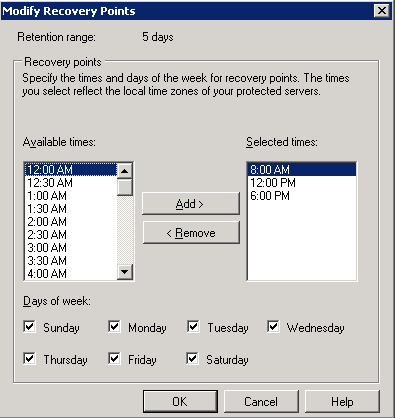 Modify Recovery Points
Retention range: 5 days
Recovery points
Specify the times and days of the week for recovery points. The times
you select reflect the local time zones of your protected servers.
Available times:
12:00 AM
12:30 AM
1:00 AM
1:30 AM
2:00 AM
2:30 AM
3:00 AM
3:30 AM
4:00 AM
Add >
< Remove
Selected times:
8:00 AM
12:00 PM
6:00 PM
Days of week:
Sunday Monday Tuesday Wednesday
Thursday Friday Saturday
OK Cancel Help